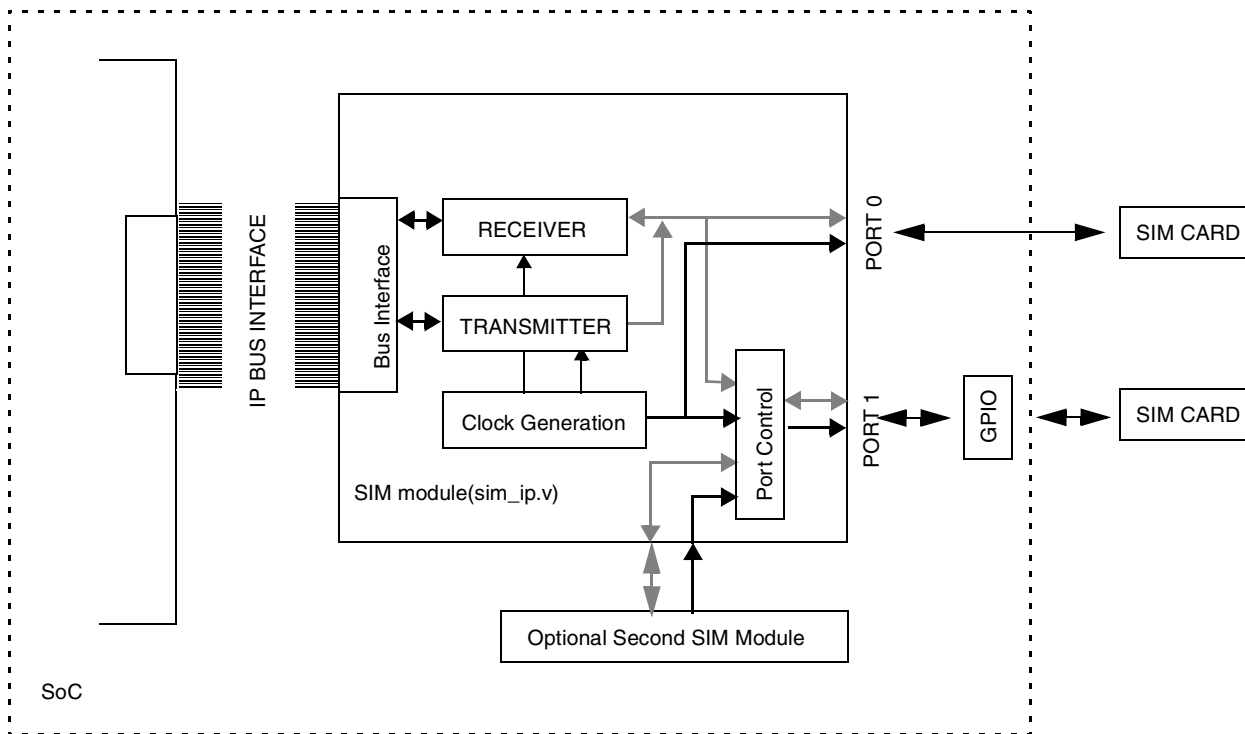 IP BUS INTERFACE
Bus Interface
RECEIVER
TRANSMITTER
Clock Generation
SIM module(sim_ip.v)
Port Control
PORT 0
PORT 1
GPIO
SIM CARD
SIM CARD
Optional Second SIM Module
SoC